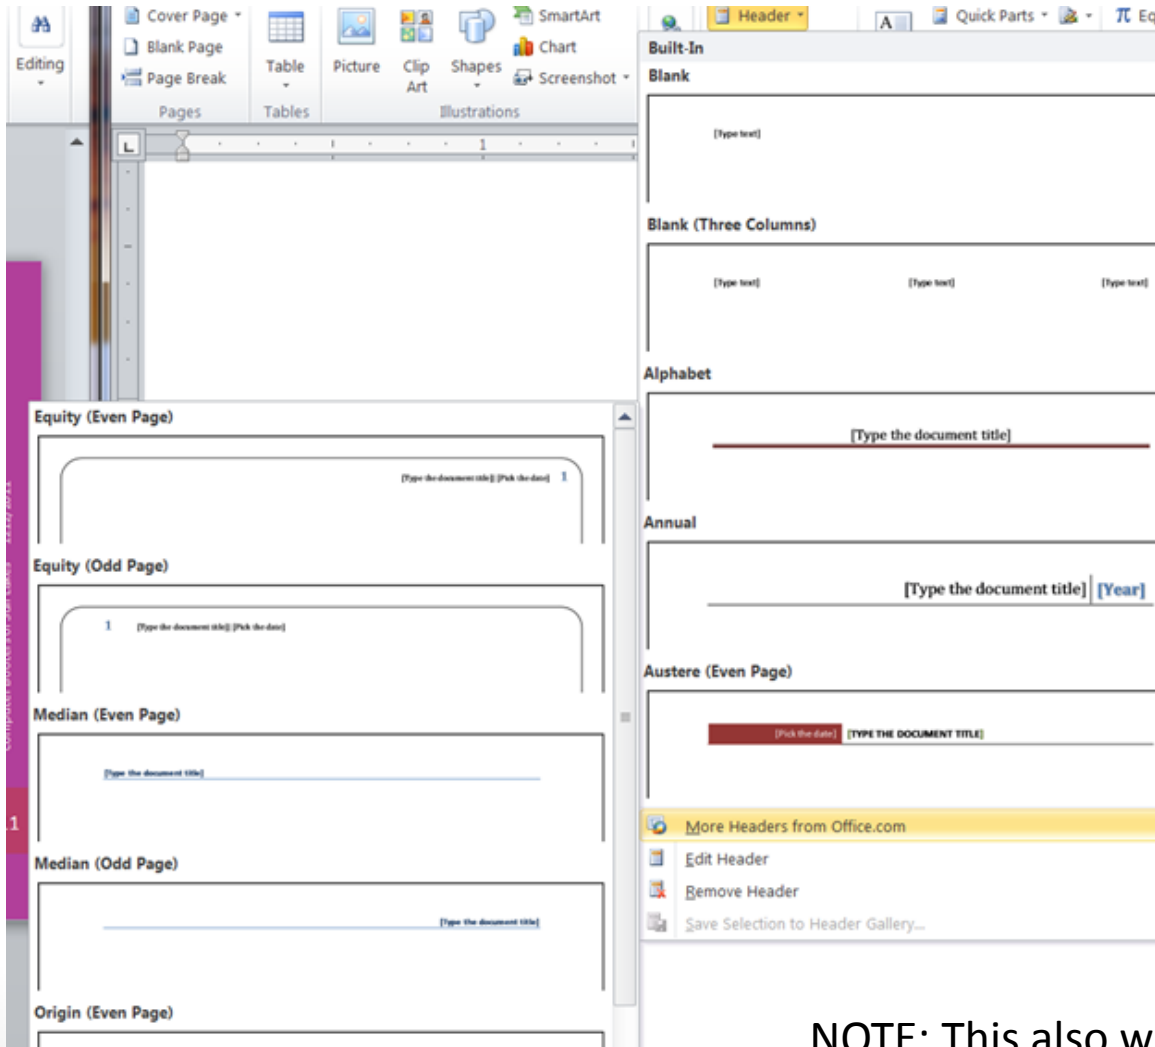 Cover Page
SmartArt
Header
A
Quick Parts
π Eq
Blank Page
Chart
Editing
Table
Picture
Clip Art
Shapes
Page Break
Screenshot
Pages
Tables
Illustrations
L
1
Built-In
Blank
[Type text]
Blank (Three Columns)
[Type text] [Type text] [Type text]
Alphabet
[Type the document title]
Annual
[Type the document title] [Year]
Austere (Even Page)
[Pick the date] [TYPE THE DOCUMENT TITLE]
More Headers from Office.com
Edit Header
Remove Header
Save Selection to Header Gallery...
Equity (Even Page)
[Type the document title] [Pick the date] 1
Equity (Odd Page)
1 [Type the document title] [Pick the date]
Median (Even Page)
[Type the document title]
Median (Odd Page)
[Type the document title]
Origin (Even Page)
11
NOTE: This also w